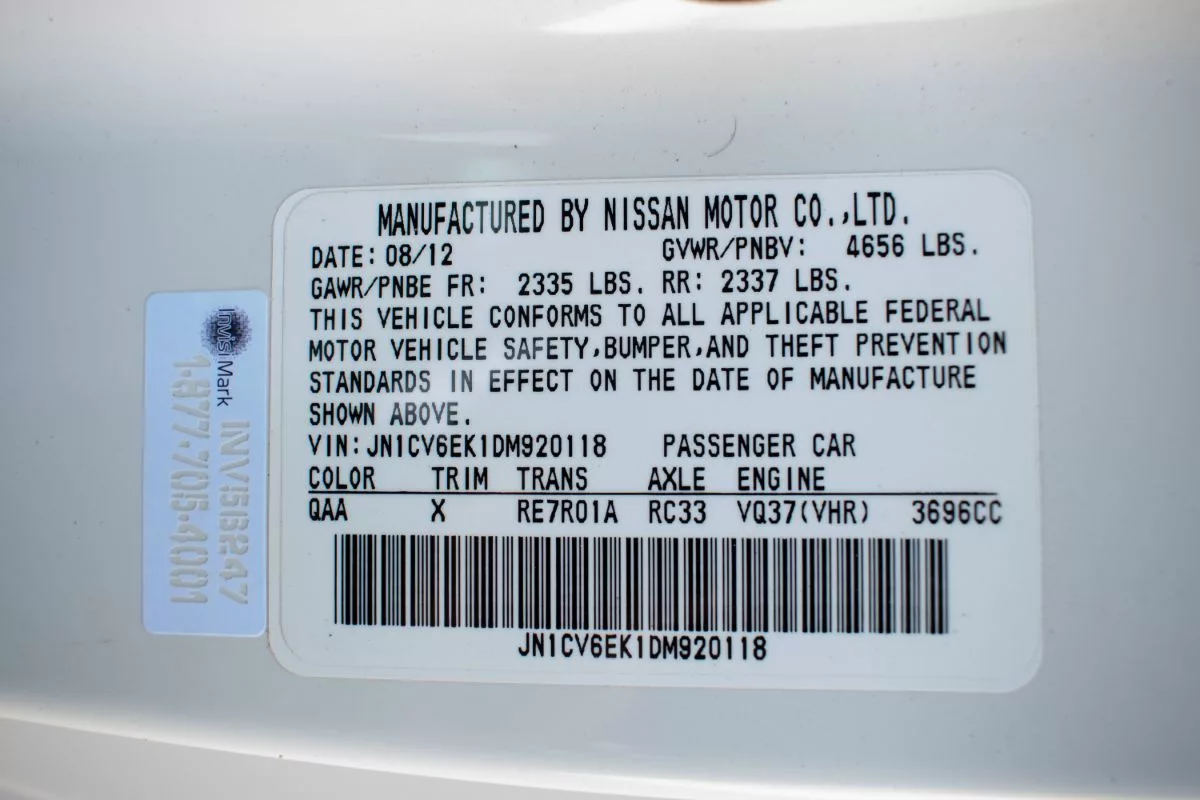 MANUFACTURED BY NISSAN MOTOR CO.,LTD.
DATE: 08/12 GVWR/PNBV: 4656 LBS.
GAWR/PNBE FR: 2335 LBS. RR: 2337 LBS.
THIS VEHICLE CONFORMS TO ALL APPLICABLE FEDERAL
MOTOR VEHICLE SAFETY,BUMPER,AND THEFT PREVENTION
STANDARDS IN EFFECT ON THE DATE OF MANUFACTURE
SHOWN ABOVE.
VIN: JN1CV6EK1DM920118 PASSENGER CAR
COLOR TRIM TRANS AXLE ENGINE
QAA X RE7R01A RC33 VQ37(VHR) 3696CC
JN1CV6EK1DM920118
InvisiMark
INV5B247
1-877-705-4001